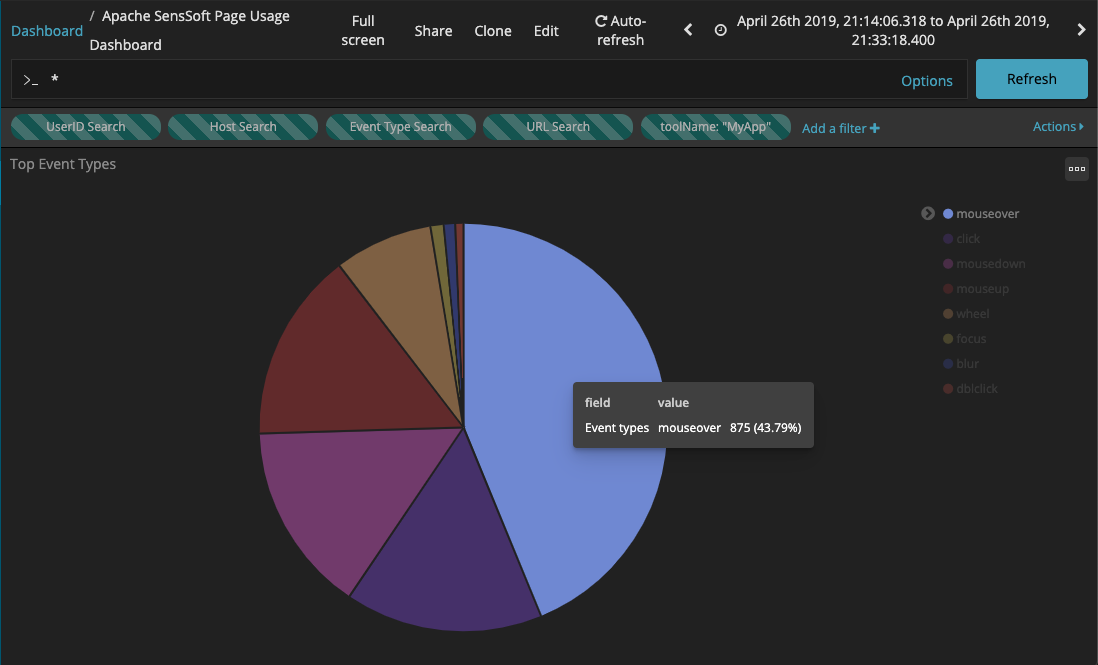 Dashboard / Apache SensSoft Page Usage Dashboard
Full screen
Share
Clone
Edit
Auto-refresh
April 26th 2019, 21:14:06.318 to April 26th 2019, 21:33:18.400
>_ *
Options
Refresh
UserID Search
Host Search
Event Type Search
URL Search
toolName: "MyApp"
Add a filter +
Actions
Top Event Types
mouseover
click
mousedown
mouseup
wheel
focus
blur
dblclick
field value
Event types mouseover 875 (43.79%)